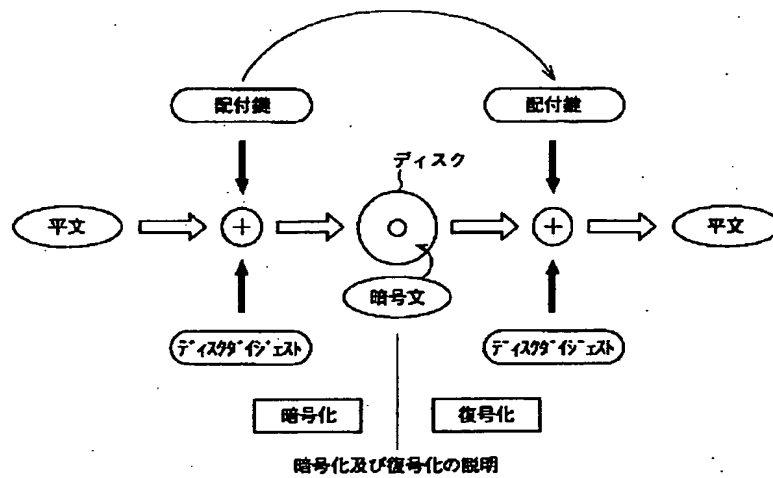 配付鍵
配付鍵
ディスク
平文
+
+
平文
暗号文
ディスクダイジェスト
ディスクダイジェスト
暗号化
復号化
暗号化及び復号化の説明